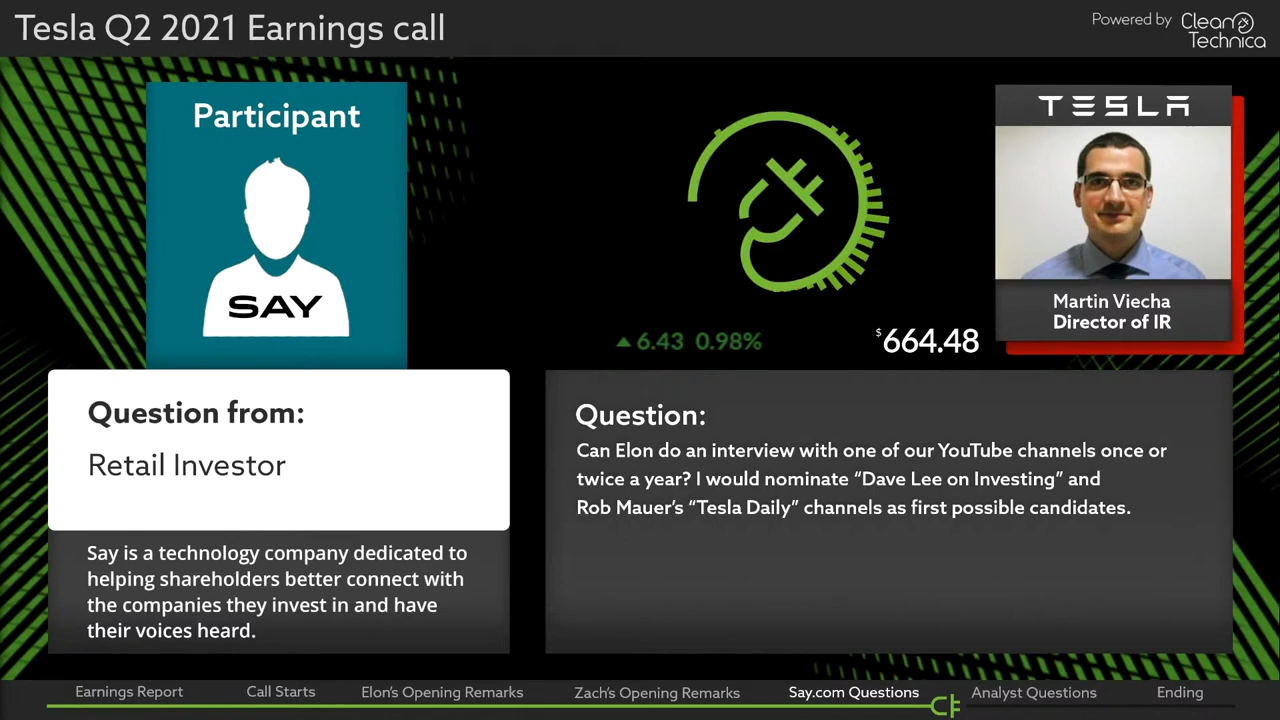 Tesla Q2 2021 Earnings call
Powered by
Clean
Technica
Participant
SAY
TESLA
Martin Viecha
Director of IR
▲ 6.43 0.98%
$664.48
Question from:
Retail Investor
Say is a technology company dedicated to
helping shareholders better connect with
the companies they invest in and have
their voices heard.
Question:
Can Elon do an interview with one of our YouTube channels once or
twice a year? I would nominate “Dave Lee on Investing” and
Rob Mauer’s “Tesla Daily” channels as first possible candidates.
Earnings Report Call Starts Elon’s Opening Remarks Zach’s Opening Remarks Say.com Questions Analyst Questions Ending